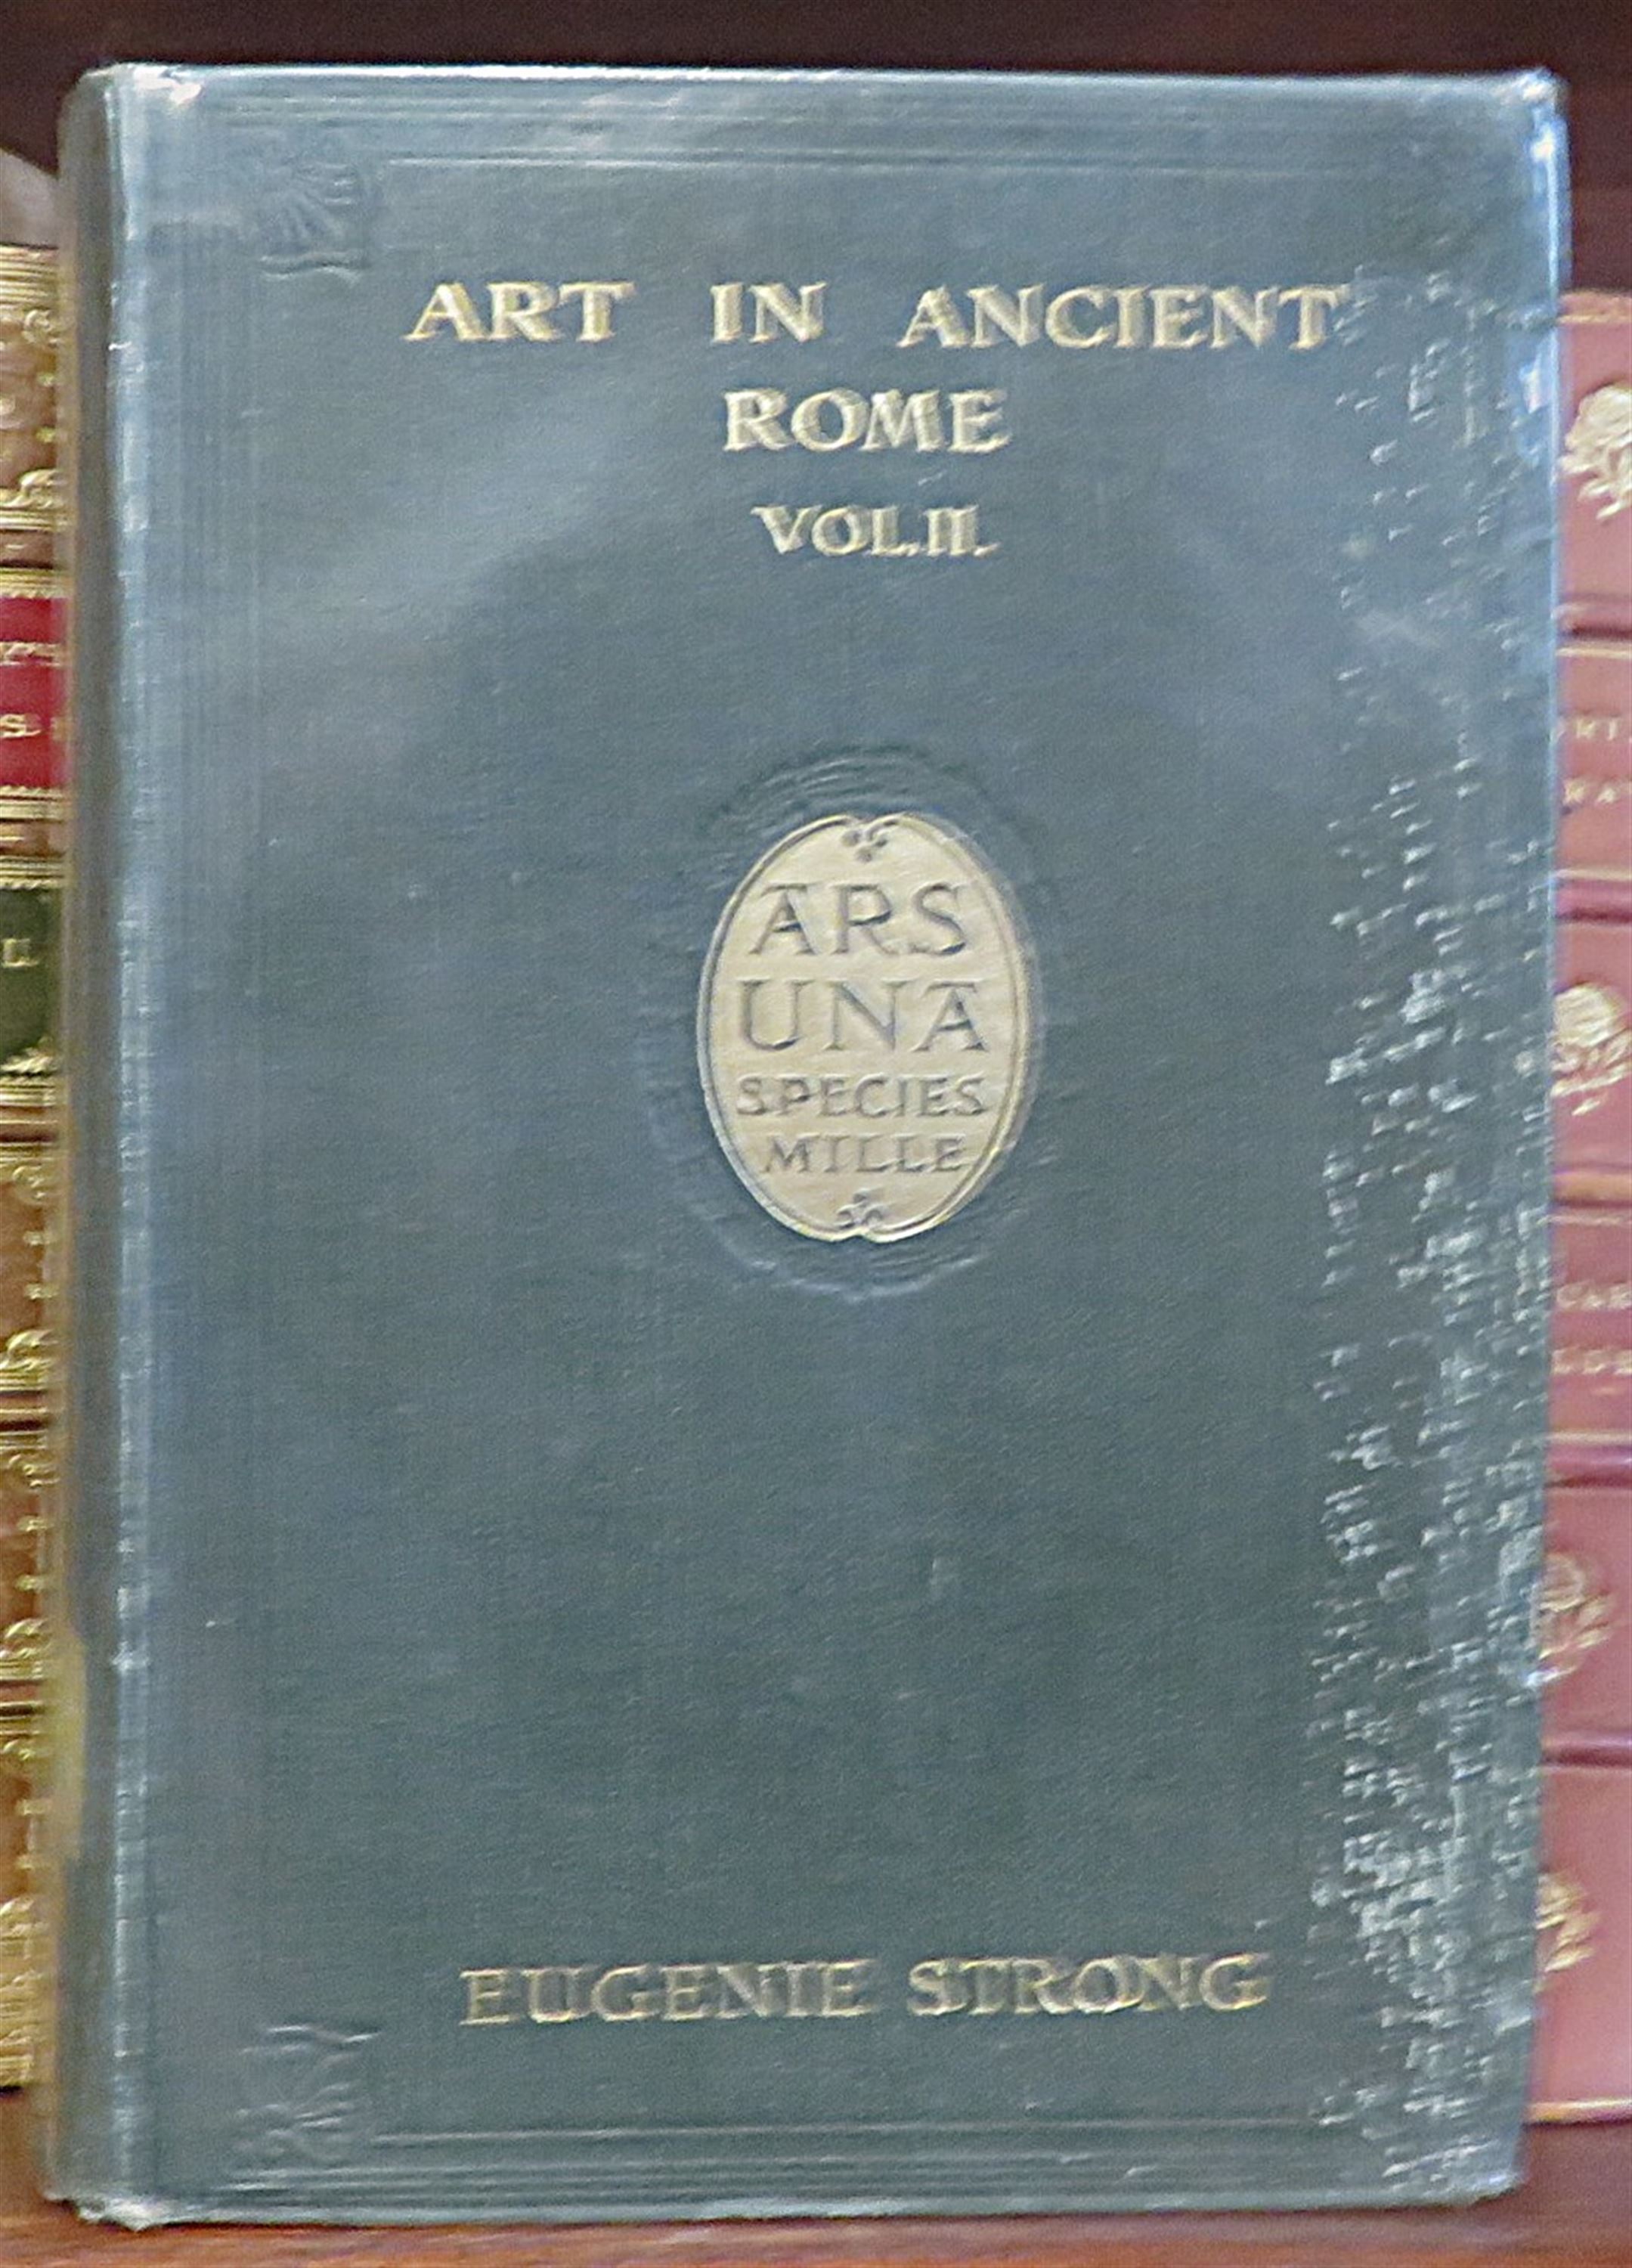 ART IN ANCIENT
ROME
VOL.II.
ARS
UNA
SPECIES
MILLE
EUGENIE STRONG